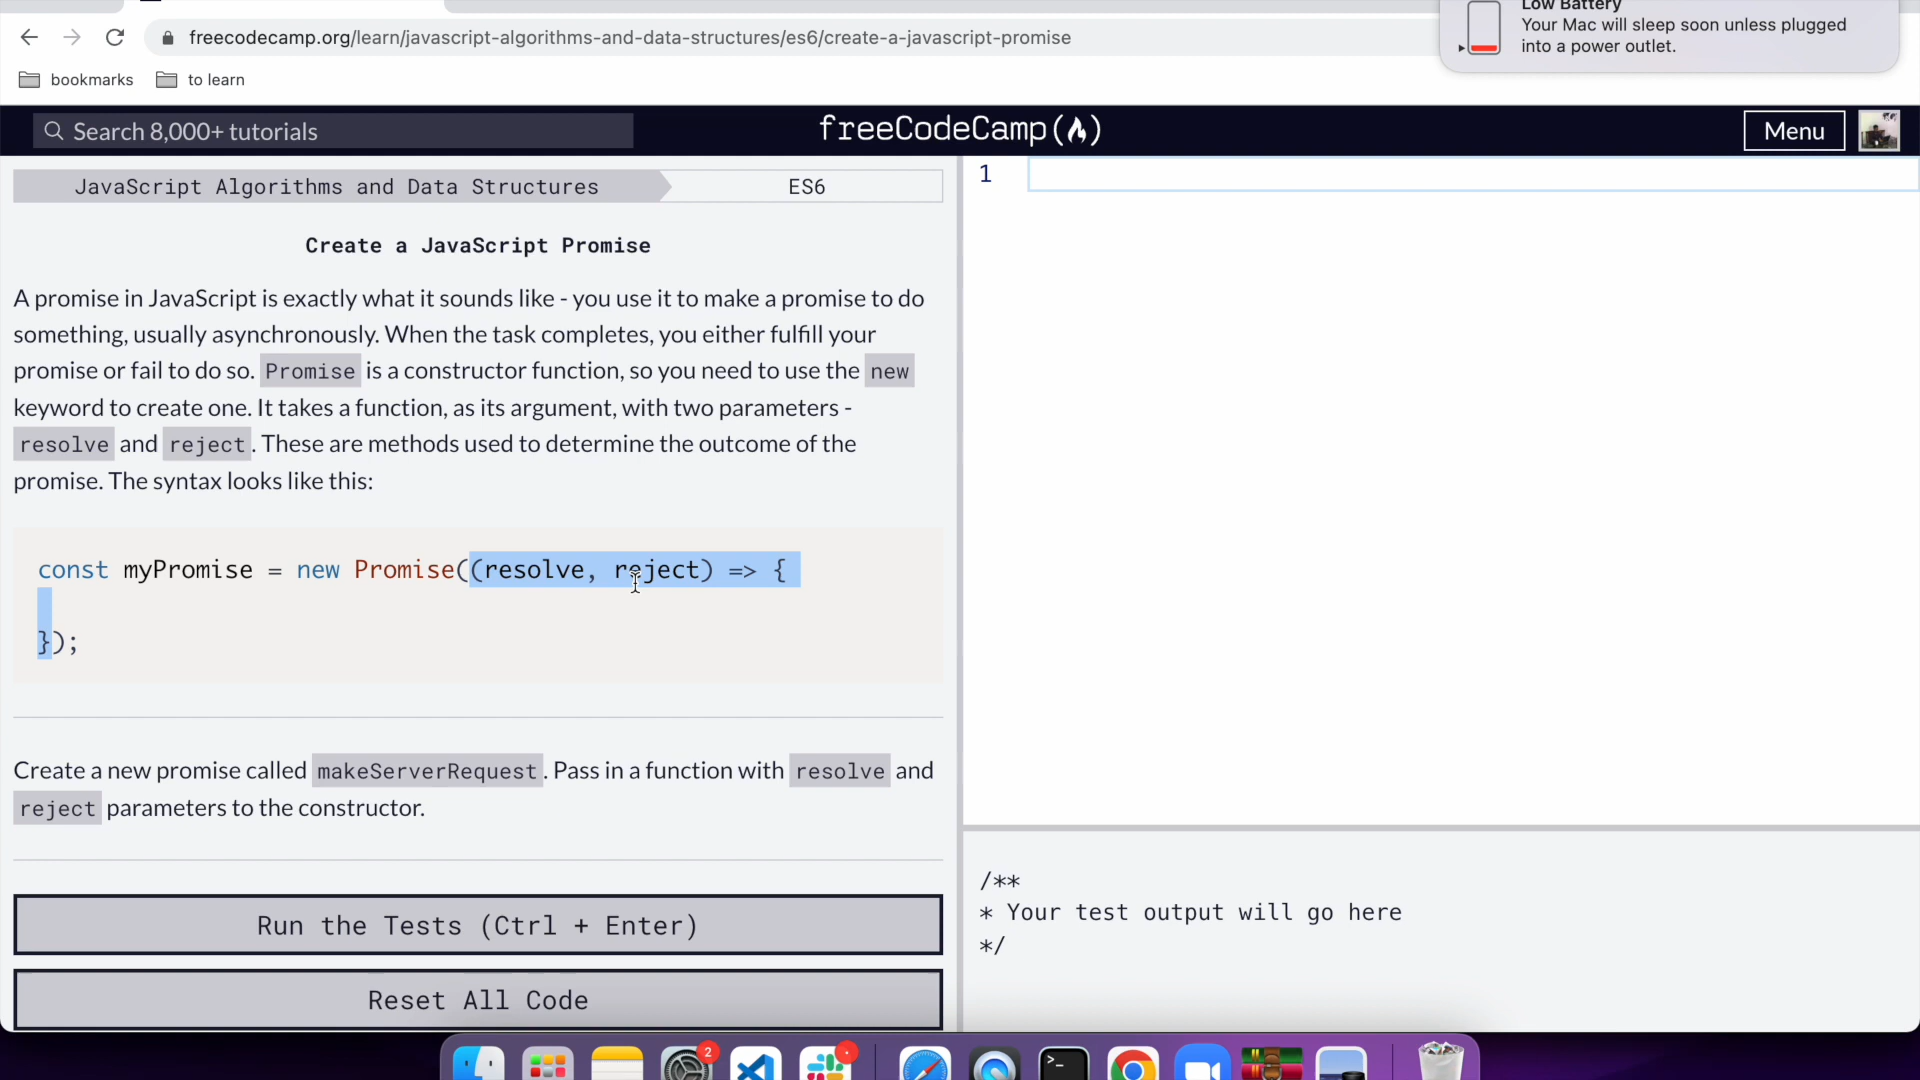 Low Battery
Your Mac will sleep soon unless plugged
into a power outlet.
freecodecamp.org/learn/javascript-algorithms-and-data-structures/es6/create-a-javascript-promise
bookmarks to learn
Search 8,000+ tutorials
freeCodeCamp(🔥)
Menu
JavaScript Algorithms and Data Structures
ES6
1
Create a JavaScript Promise
A promise in JavaScript is exactly what it sounds like - you use it to make a promise to do
something, usually asynchronously. When the task completes, you either fulfill your
promise or fail to do so. Promise is a constructor function, so you need to use the new
keyword to create one. It takes a function, as its argument, with two parameters -
resolve and reject. These are methods used to determine the outcome of the
promise. The syntax looks like this:
const myPromise = new Promise((resolve, reject) => {
});
Create a new promise called makeServerRequest. Pass in a function with resolve and
reject parameters to the constructor.
Run the Tests (Ctrl + Enter)
Reset All Code
/**
* Your test output will go here
*/
2
>_